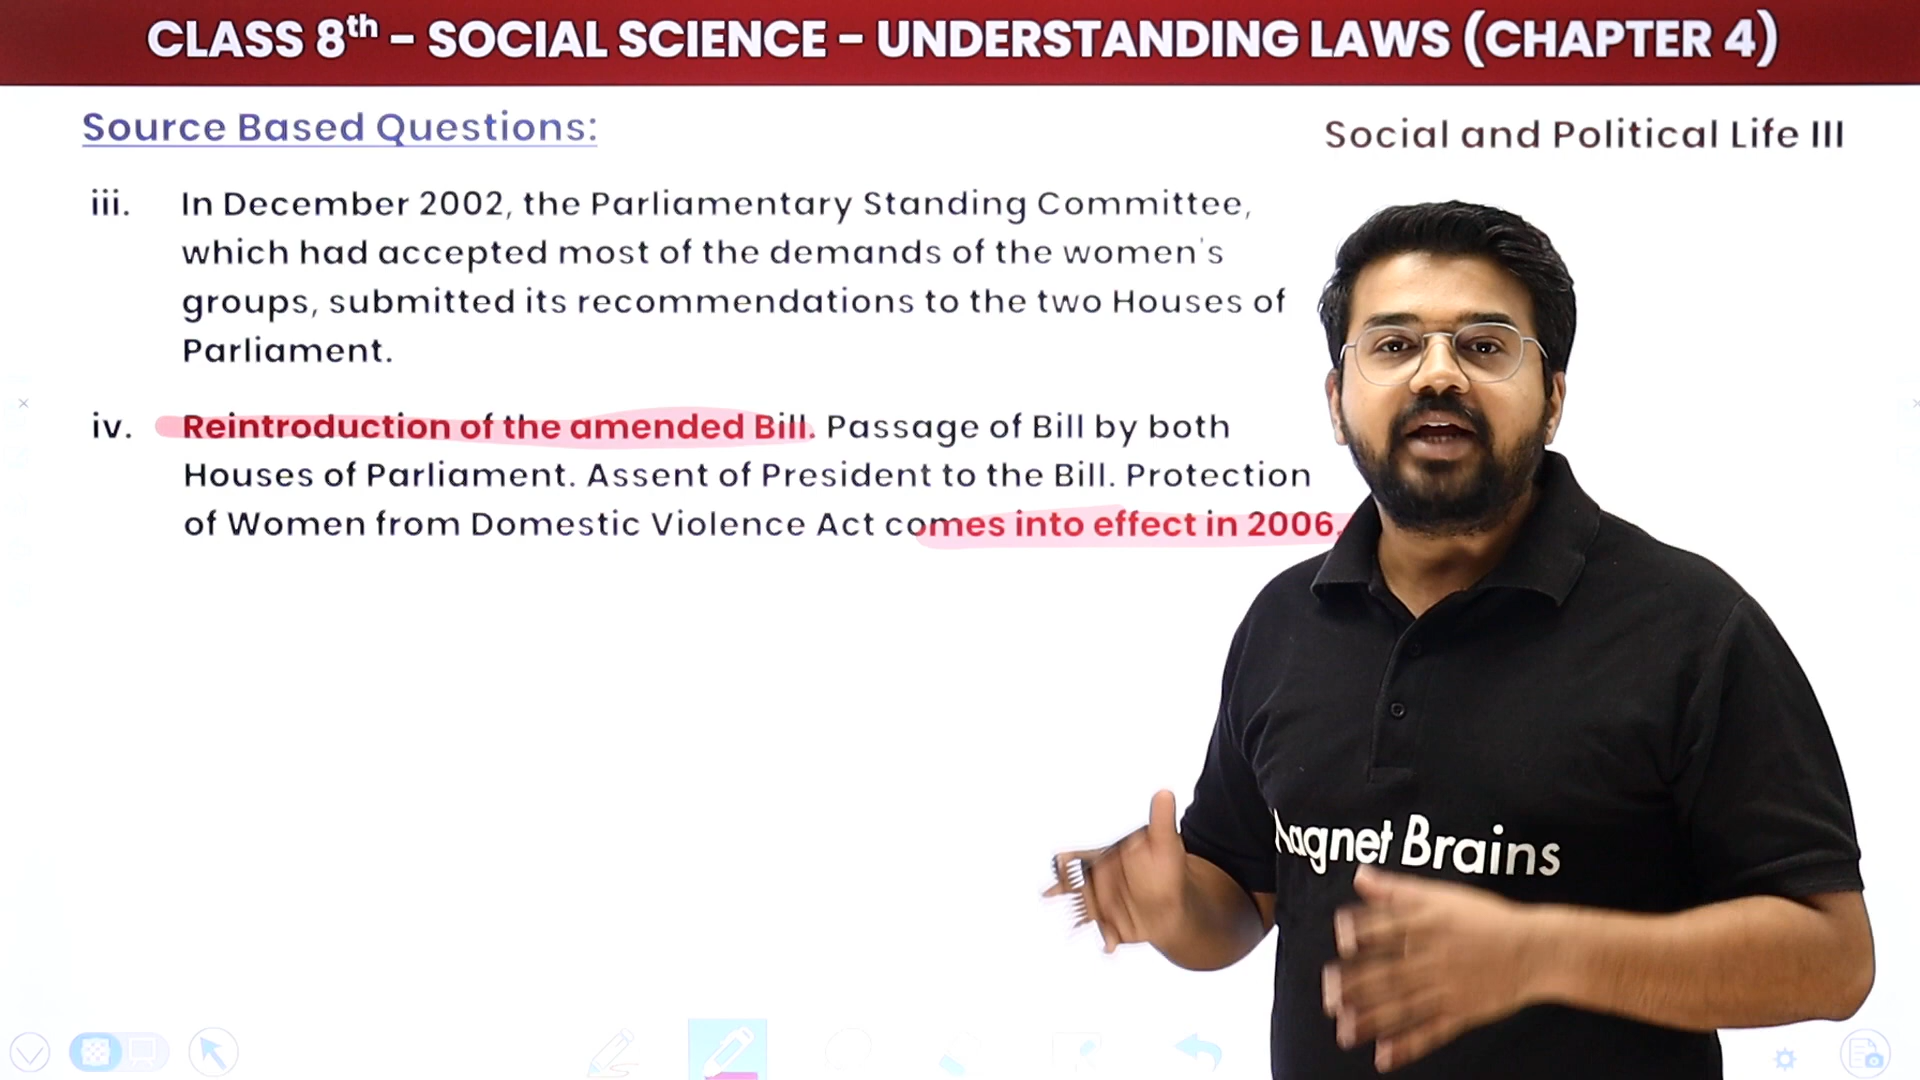 CLASS 8th – SOCIAL SCIENCE – UNDERSTANDING LAWS (CHAPTER 4)
Source Based Questions:
Social and Political Life III
iii. In December 2002, the Parliamentary Standing Committee,
which had accepted most of the demands of the women's
groups, submitted its recommendations to the two Houses of
Parliament.
iv. Reintroduction of the amended Bill. Passage of Bill by both
Houses of Parliament. Assent of President to the Bill. Protection
of Women from Domestic Violence Act comes into effect in 2006.
agnet Brains